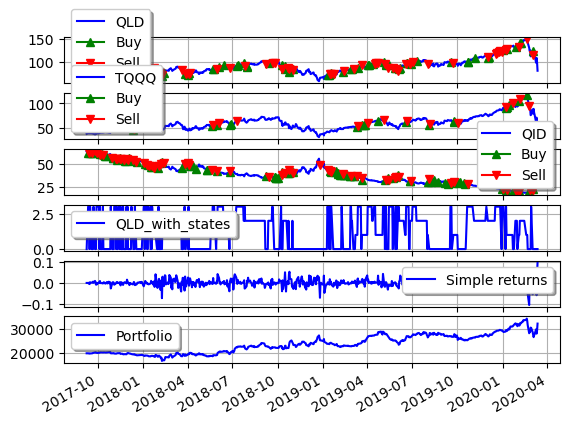 QLD
Buy
Sell
150
100
TQQQ
Buy
Sell
100
50
QID
Buy
Sell
50
25
QLD_with_states
2.5
0.0
Simple returns
0.1
0.0
−0.1
Portfolio
30000
20000
2017-10
2018-01
2018-04
2018-07
2018-10
2019-01
2019-04
2019-07
2019-10
2020-01
2020-04